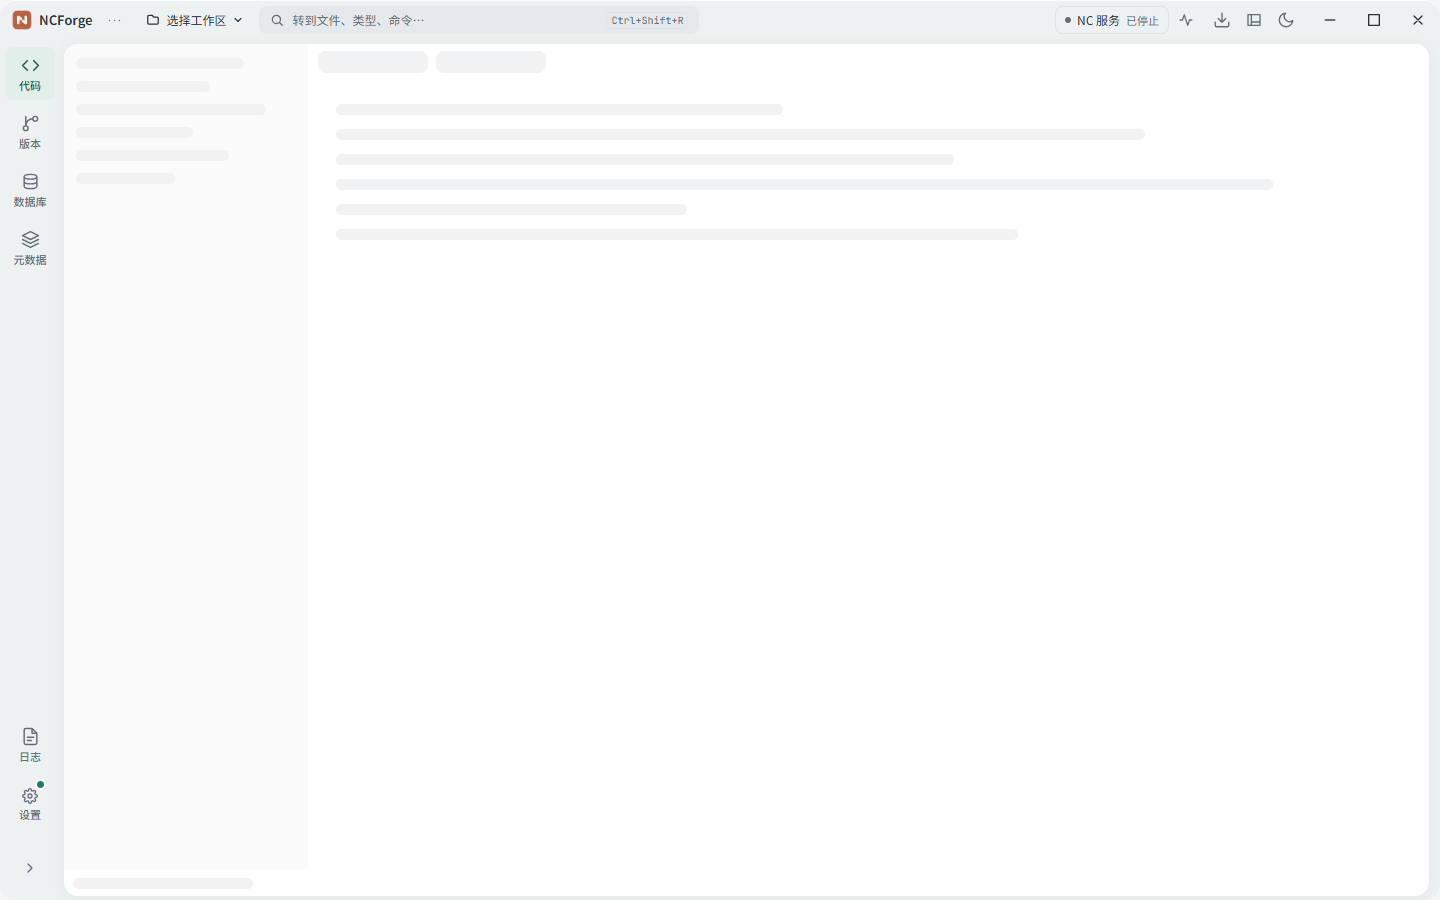 NCForge ··· 选择工作区 转到文件、类型、命令··· Ctrl+Shift+R NC 服务 已停止
代码
版本
数据库
元数据
日志
设置